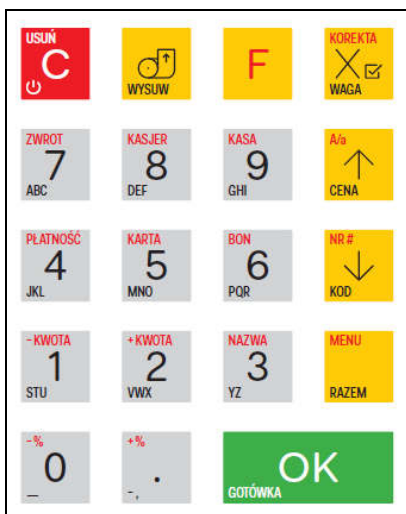 USUŃ
C
WYSUW
F
KOREKTA
X
WAGA
ZWROT
7
ABC
KASJER
8
DEF
KASA
9
GHI
A/a
↑
CENA
PŁATNOŚĆ
4
JKL
KARTA
5
MNO
BON
6
PQR
NR #
↓
KOD
-KWOTA
1
STU
+KWOTA
2
VWX
NAZWA
3
YZ
MENU
RAZEM
-%
0
_
+%
.
-,
OK
GOTÓWKA